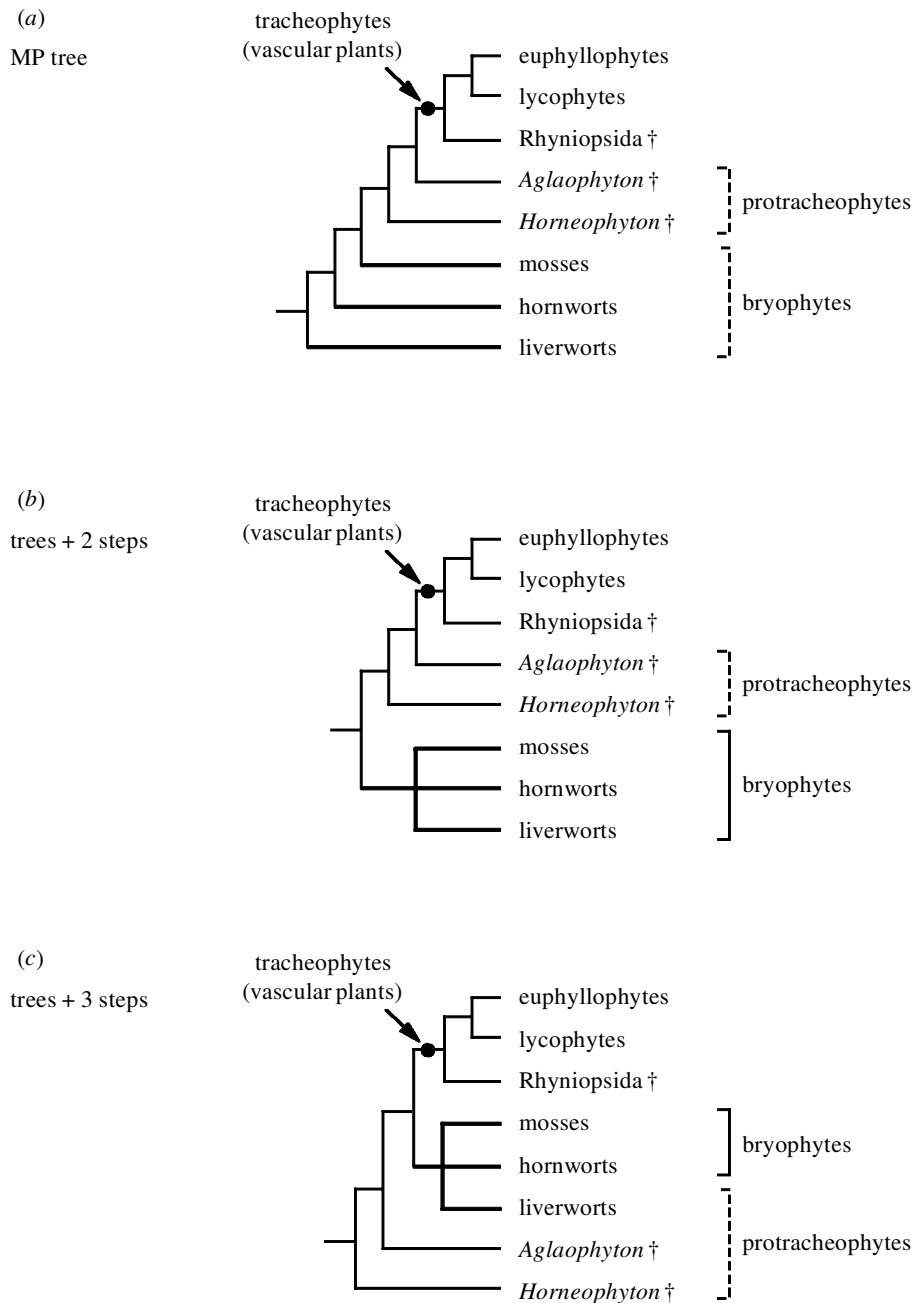 (a)
MP tree
tracheophytes
(vascular plants)
euphyllophytes
lycophytes
Rhyniopsida †
Aglaophyton †
Horneophyton †
mosses
hornworts
liverworts
protracheophytes
bryophytes
(b)
trees + 2 steps
tracheophytes
(vascular plants)
euphyllophytes
lycophytes
Rhyniopsida †
Aglaophyton †
Horneophyton †
mosses
hornworts
liverworts
protracheophytes
bryophytes
(c)
trees + 3 steps
tracheophytes
(vascular plants)
euphyllophytes
lycophytes
Rhyniopsida †
mosses
hornworts
liverworts
Aglaophyton †
Horneophyton †
bryophytes
protracheophytes